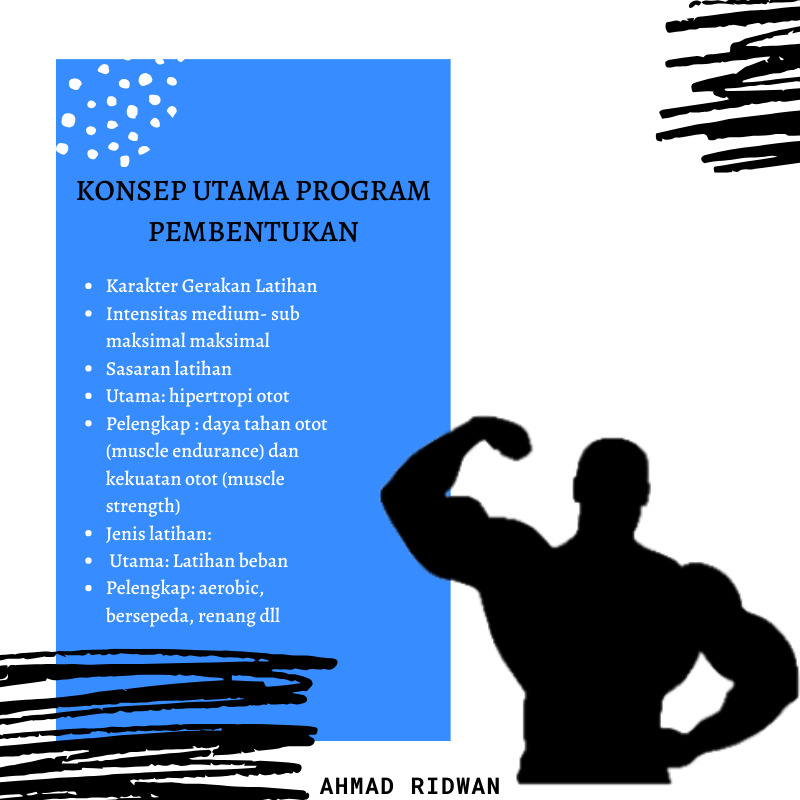 KONSEP UTAMA PROGRAM
PEMBENTUKAN
• Karakter Gerakan Latihan
• Intensitas medium- sub
maksimal maksimal
• Sasaran latihan
• Utama: hipertropi otot
• Pelengkap : daya tahan otot
(muscle endurance) dan
kekuatan otot (muscle
strength)
• Jenis latihan:
• Utama: Latihan beban
• Pelengkap: aerobic,
bersepeda, renang dll
AHMAD RIDWAN